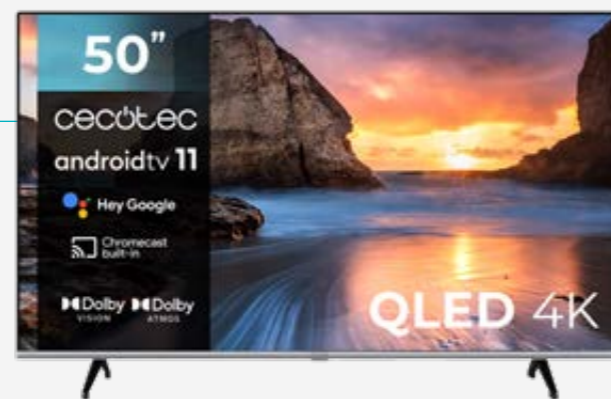 50”
cecotec
androidtv 11
Hey Google
Chromecast
built-in
Dolby Dolby
VISION ATMOS
QLED 4K